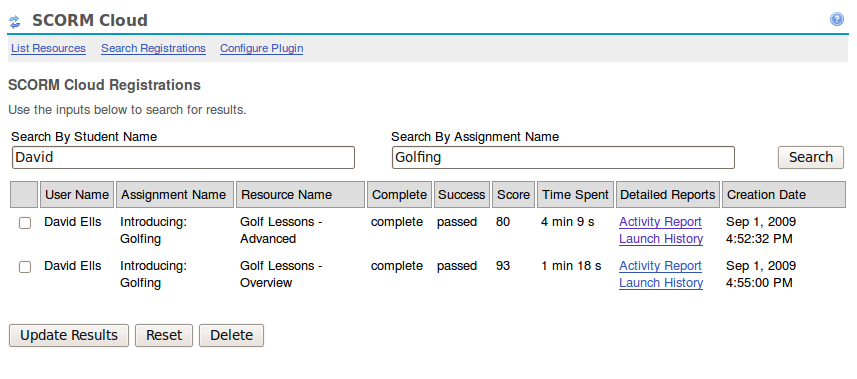 SCORM Cloud
?
List Resources Search Registrations Configure Plugin
SCORM Cloud Registrations
Use the inputs below to search for results.
Search By Student Name Search By Assignment Name
David Golfing Search
User Name Assignment Name Resource Name Complete Success Score Time Spent Detailed Reports Creation Date
David Ells Introducing: Golf Lessons - complete passed 80 4 min 9 s Activity Report Sep 1, 2009
Golfing Advanced Launch History 4:52:32 PM
David Ells Introducing: Golf Lessons - complete passed 93 1 min 18 s Activity Report Sep 1, 2009
Golfing Overview Launch History 4:55:00 PM
Update Results Reset Delete